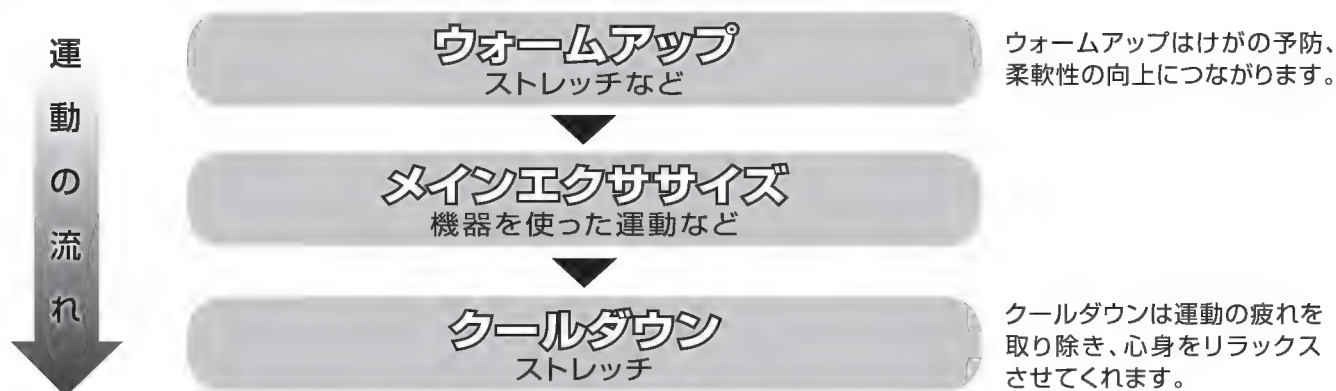 運動の流れ
ウォームアップ
ストレッチなど
ウォームアップはけがの予防、
柔軟性の向上につながります。
メインエクササイズ
機器を使った運動など
クールダウン
ストレッチ
クールダウンは運動の疲れを
取り除き、心身をリラックス
させてくれます。